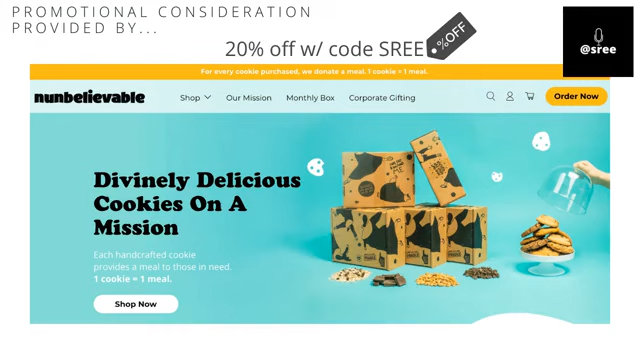 PROMOTIONAL CONSIDERATION
PROVIDED BY...
20% off w/ code SREE
%OFF
@sree
For every cookie purchased, we donate a meal. 1 cookie = 1 meal.
nunbelievable
Shop
Our Mission
Monthly Box
Corporate Gifting
Order Now
Divinely Delicious
Cookies On A
Mission
Each handcrafted cookie
provides a meal to those in need.
1 cookie = 1 meal.
Shop Now